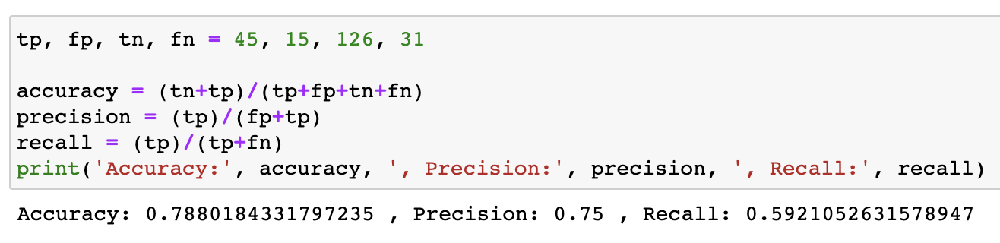 tp, fp, tn, fn = 45, 15, 126, 31
accuracy = (tn+tp)/(tp+fp+tn+fn)
precision = (tp)/(fp+tp)
recall = (tp)/(tp+fn)
print('Accuracy:', accuracy, ', Precision:', precision, ', Recall:', recall)
Accuracy: 0.7880184331797235 , Precision: 0.75 , Recall: 0.5921052631578947